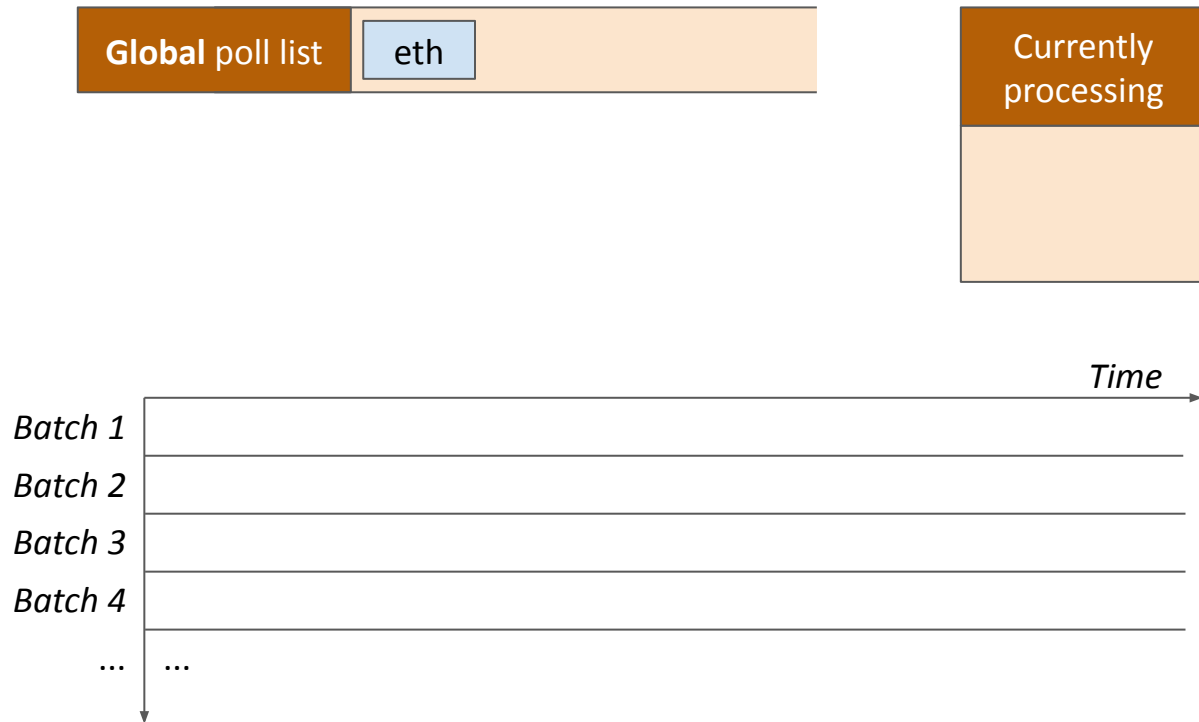 Global poll list
eth
Currently
processing
Time
Batch 1
Batch 2
Batch 3
Batch 4
... ...